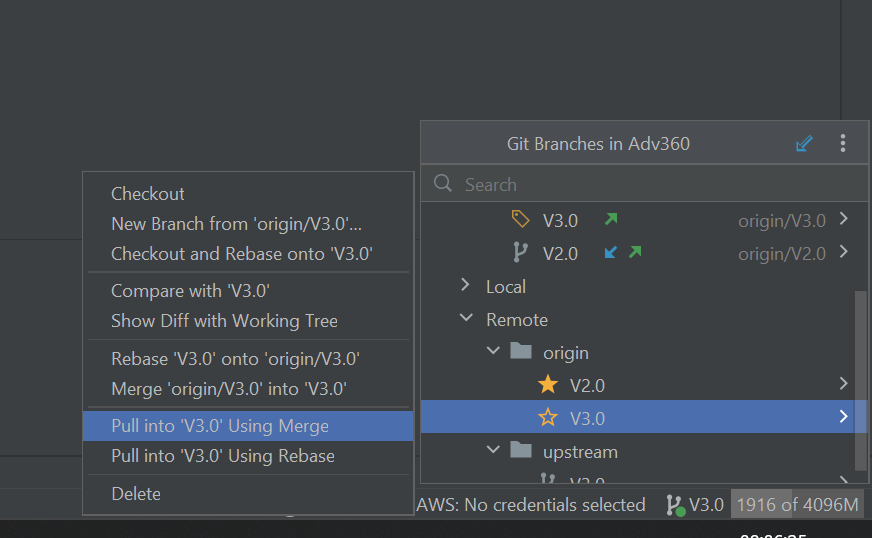 Git Branches in Adv360
Search
V3.0 origin/V3.0
V2.0 origin/V2.0
Local
Remote
origin
V2.0
V3.0
upstream
Checkout
New Branch from 'origin/V3.0'...
Checkout and Rebase onto 'V3.0'
Compare with 'V3.0'
Show Diff with Working Tree
Rebase 'V3.0' onto 'origin/V3.0'
Merge 'origin/V3.0' into 'V3.0'
Pull into 'V3.0' Using Merge
Pull into 'V3.0' Using Rebase
Delete
AWS: No credentials selected V3.0 1916 of 4096M